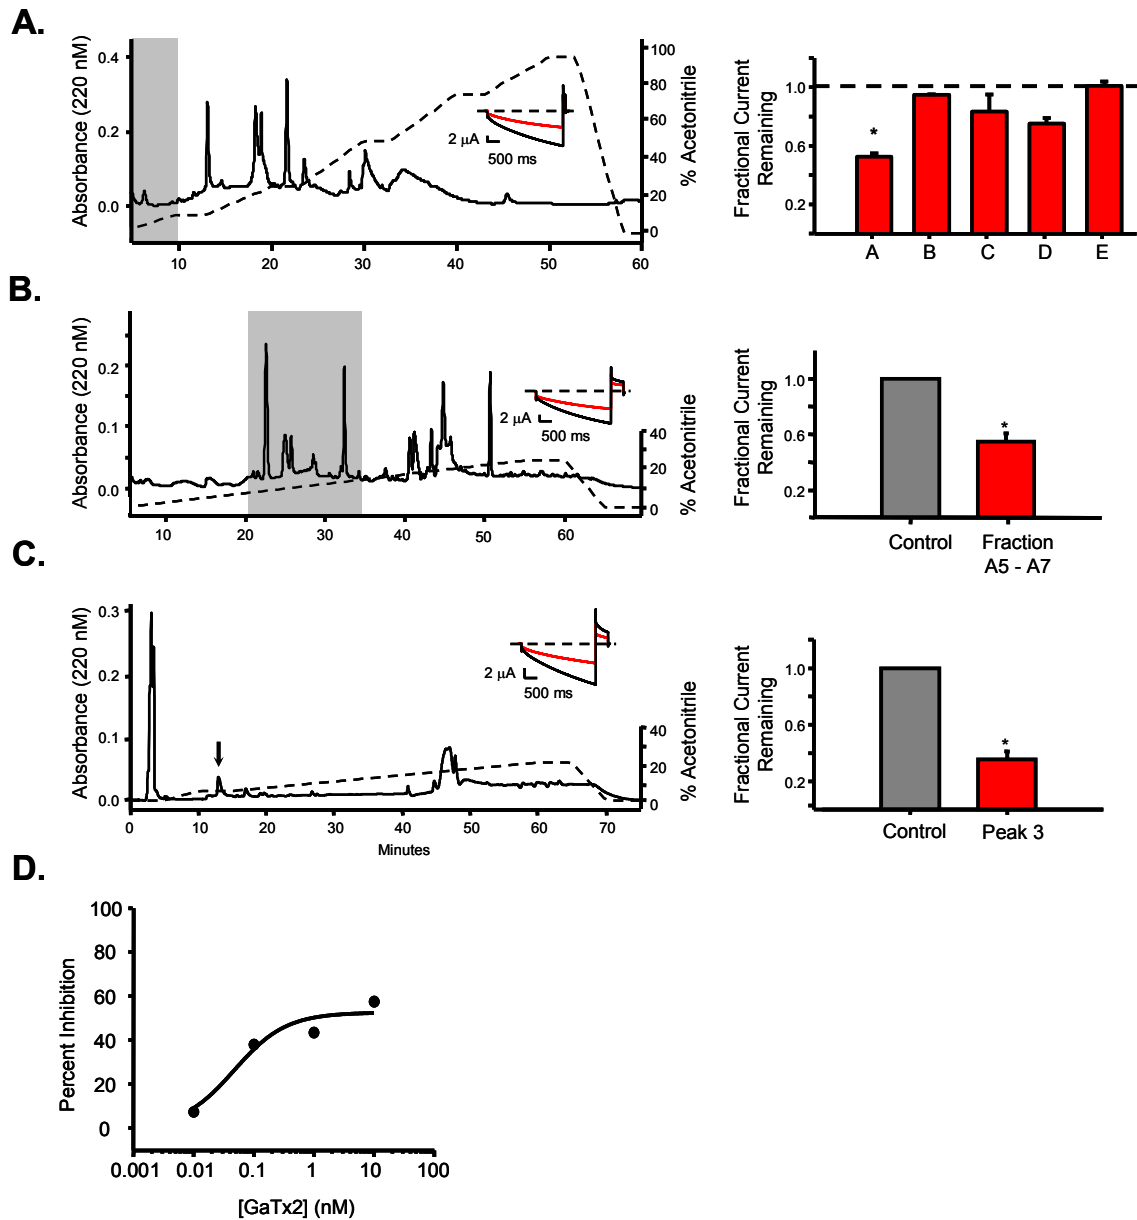 A.
Absorbance (220 nM)
0.4
0.2
0.0
2 µA
500 ms
100
80
60
40
20
0
% Acetonitrile
10 20 30 40 50 60
Fractional Current
Remaining
1.0
0.6
0.2
*
A B C D E
B.
Absorbance (220 nM)
0.2
0.1
0.0
2 µA
500 ms
40
20
0
% Acetonitrile
10 20 30 40 50 60
Fractional Current
Remaining
1.0
0.6
0.2
*
Control Fraction
A5 - A7
C.
Absorbance (220 nM)
0.3
0.2
0.1
0.0
2 µA
500 ms
40
20
0
% Acetonitrile
0 10 20 30 40 50 60 70
Minutes
Fractional Current
Remaining
1.0
0.6
0.2
*
Control Peak 3
D.
Percent Inhibition
100
80
60
40
20
0
0.001 0.01 0.1 1 10 100
[GaTx2] (nM)